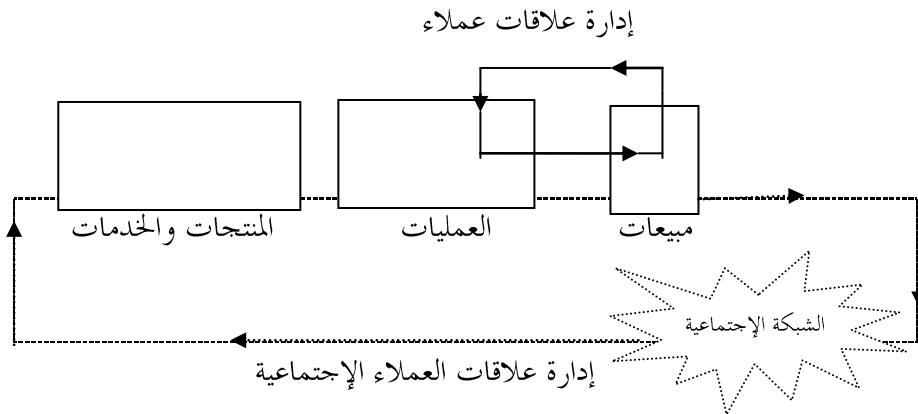 إدارة علاقات عملاء
المنتجات والخدمات
العمليات
مبيعات
الشبكة الإجتماعية
إدارة علاقات العملاء الإجتماعية